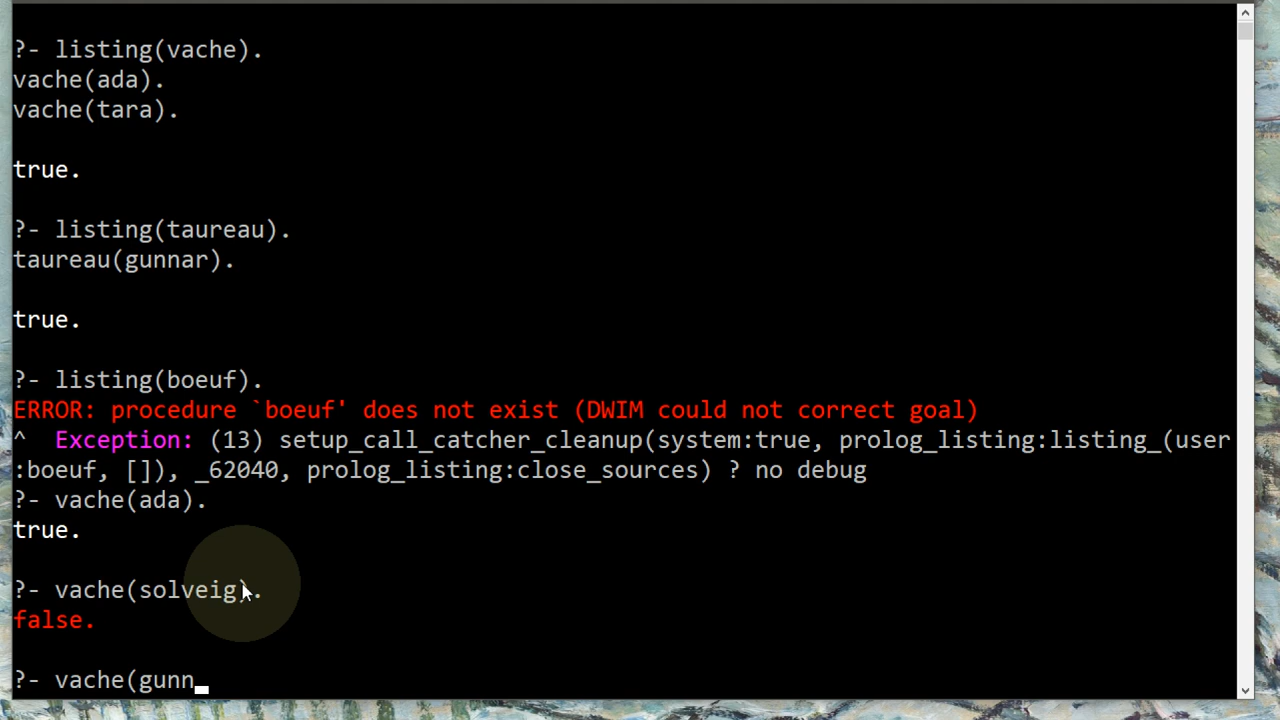 ?- listing(vache).
vache(ada).
vache(tara).
true.
?- listing(taureau).
taureau(gunnar).
true.
?- listing(boeuf).
ERROR: procedure `boeuf' does not exist (DWIM could not correct goal)
^  Exception: (13) setup_call_catcher_cleanup(system:true, prolog_listing:listing_(user
:boeuf, []), _62040, prolog_listing:close_sources) ? no debug
?- vache(ada).
true.
?- vache(solveig).
false.
?- vache(gunn